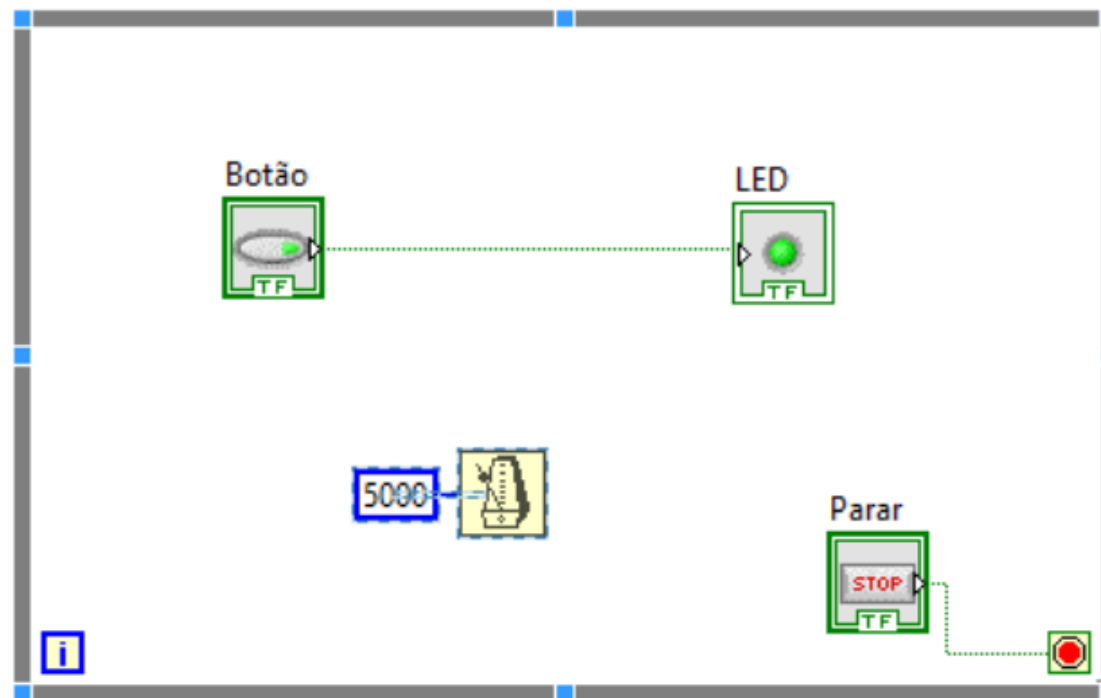 Botão
LED
TF
TF
5000
Parar
STOP
TF
i